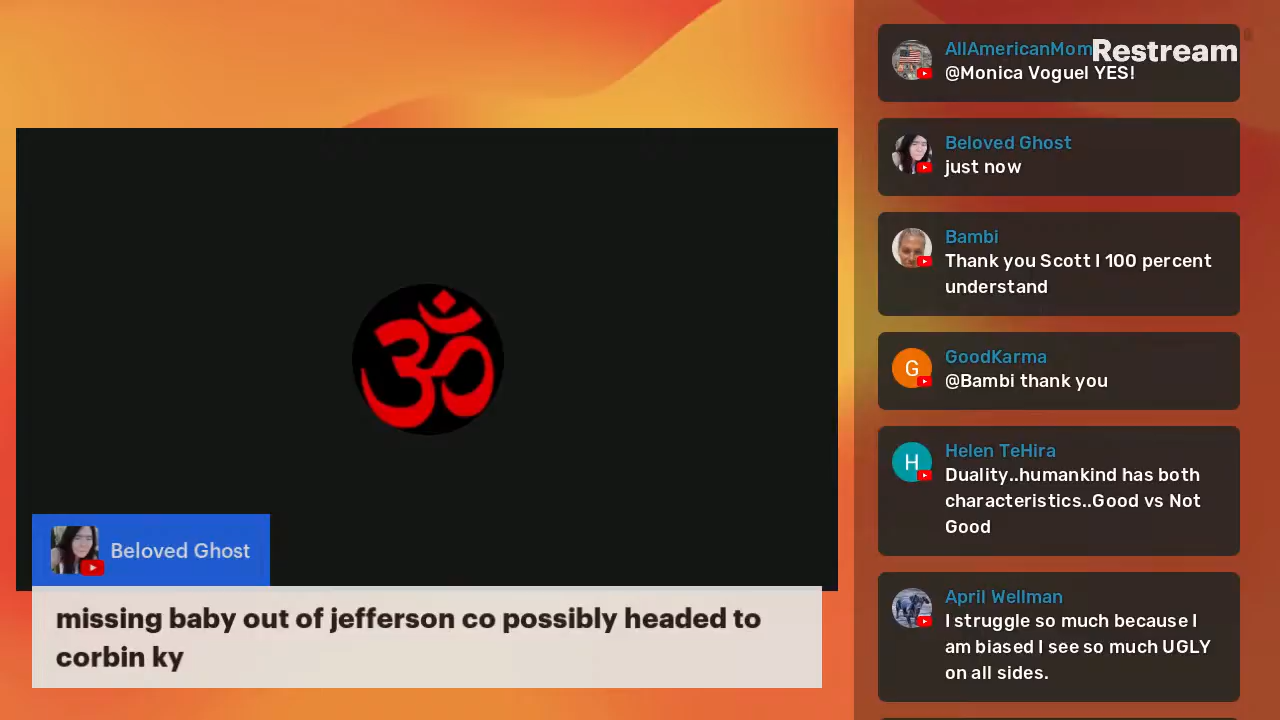 ॐ
Beloved Ghost
missing baby out of jefferson co possibly headed to
corbin ky
Restream
AllAmericanMom
@Monica Voguel YES!
Beloved Ghost
just now
Bambi
Thank you Scott I 100 percent
understand
G
GoodKarma
@Bambi thank you
H
Helen TeHira
Duality..humankind has both
characteristics..Good vs Not
Good
April Wellman
I struggle so much because I
am biased I see so much UGLY
on all sides.